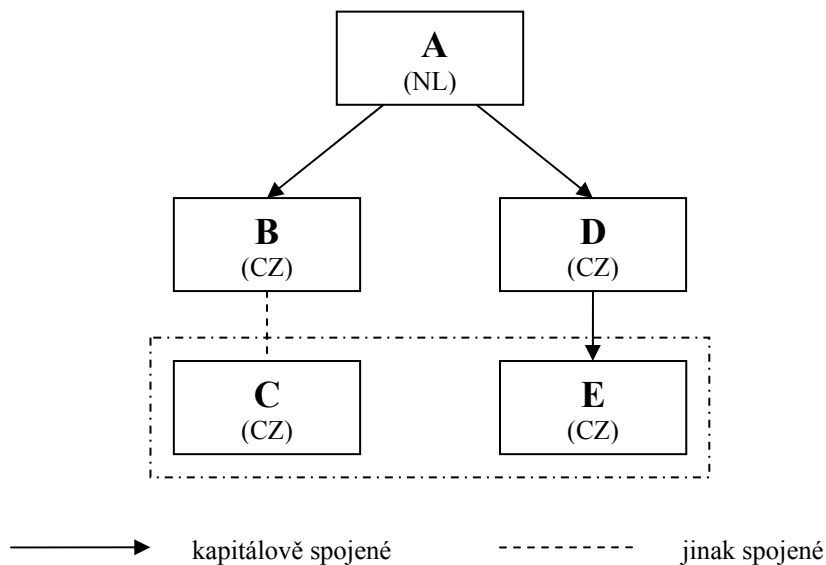 A
(NL)
B
(CZ)
D
(CZ)
C
(CZ)
E
(CZ)
kapitálově spojené
jinak spojené